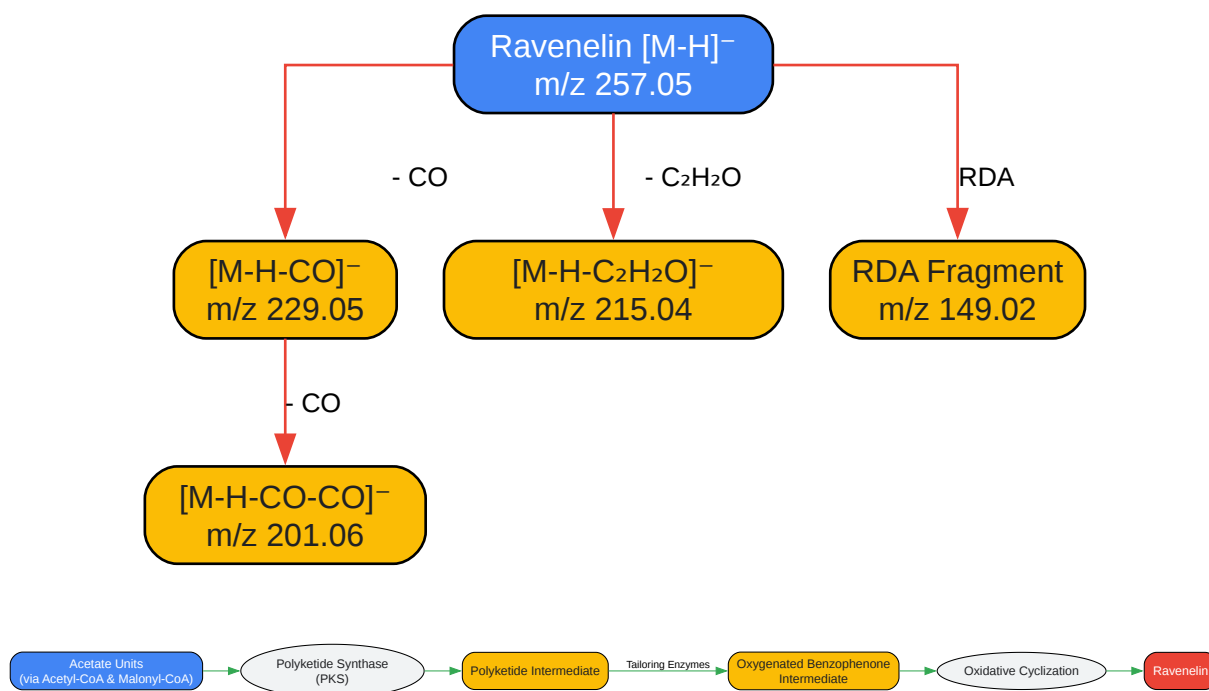 Ravenelin [M-H]⁻
m/z 257.05
- CO
- C₂H₂O
RDA
[M-H-CO]⁻
m/z 229.05
[M-H-C₂H₂O]⁻
m/z 215.04
RDA Fragment
m/z 149.02
- CO
[M-H-CO-CO]⁻
m/z 201.06
Acetate Units
(via Acetyl-CoA & Malonyl-CoA)
Polyketide Synthase
(PKS)
Polyketide Intermediate
Tailoring Enzymes
Oxygenated Benzophenone
Intermediate
Oxidative Cyclization
Ravenelin